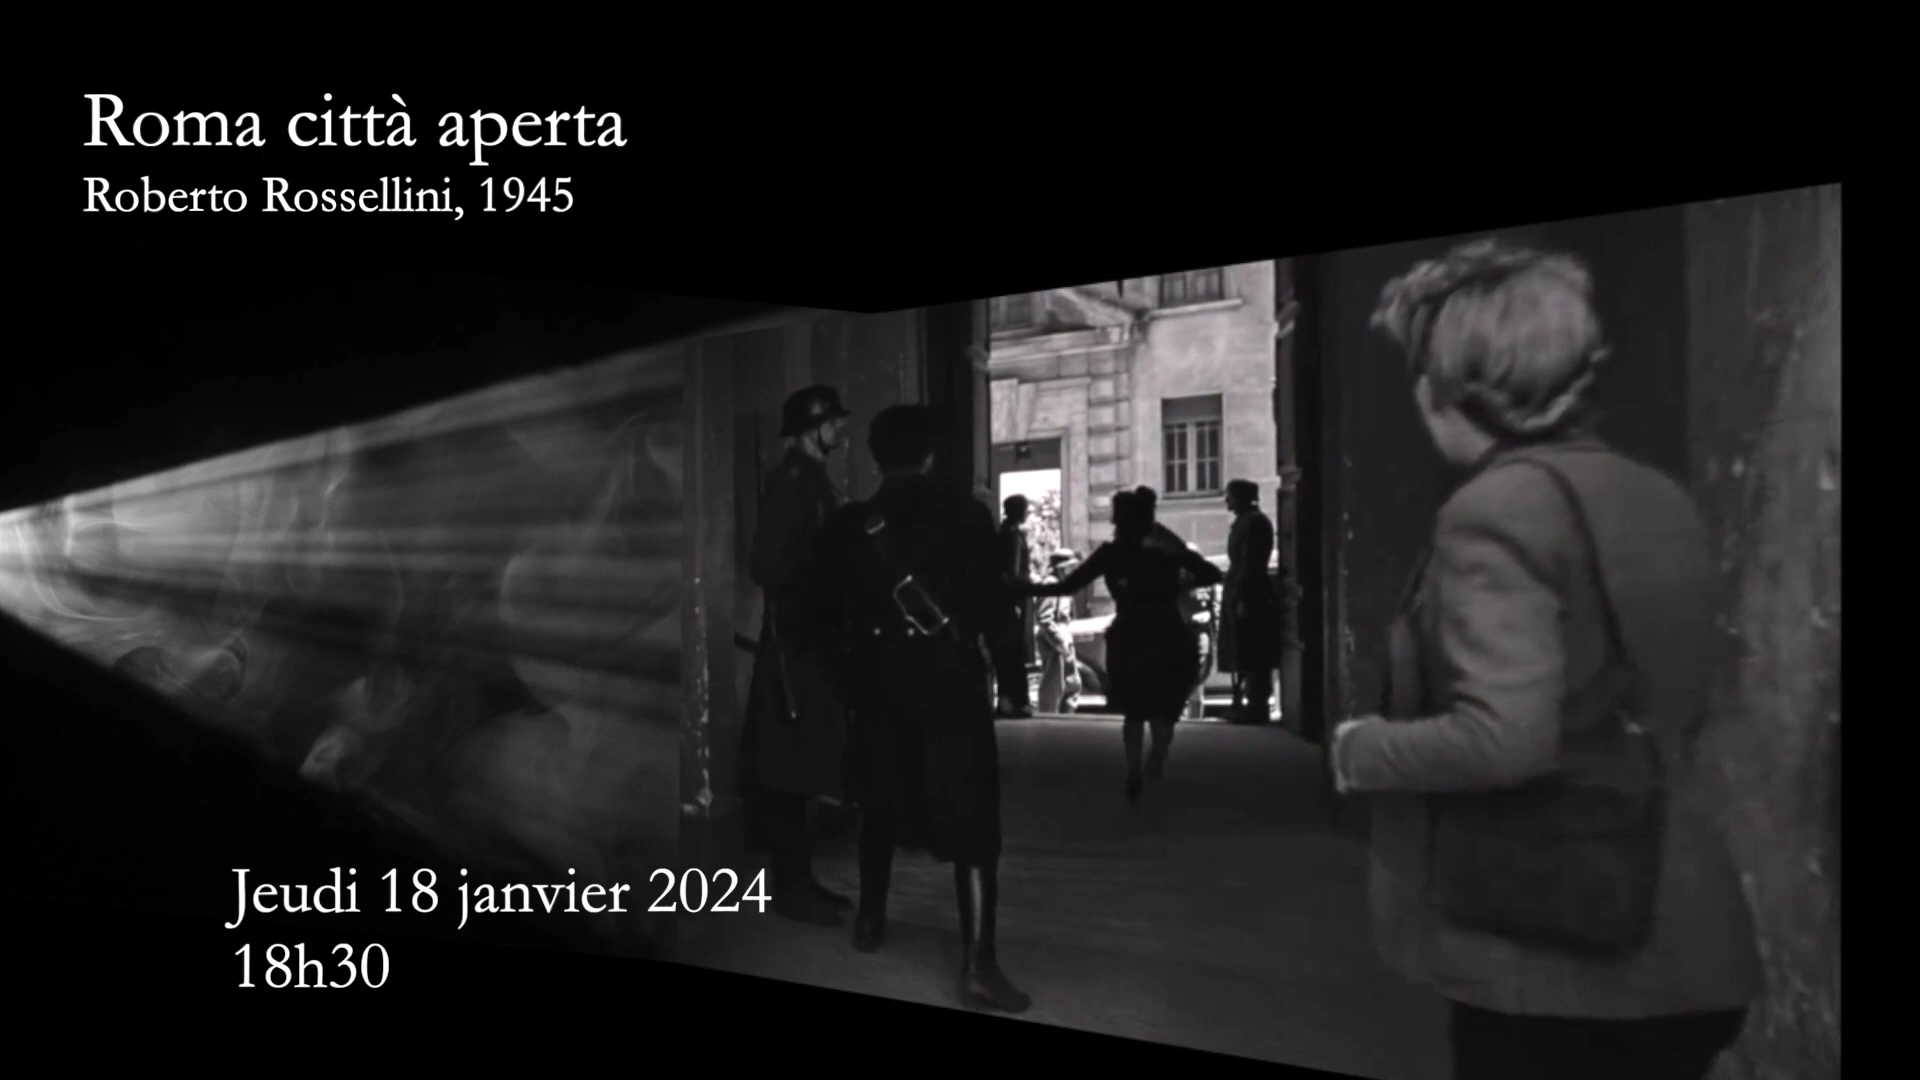 Roma città aperta
Roberto Rossellini, 1945
Jeudi 18 janvier 2024
18h30